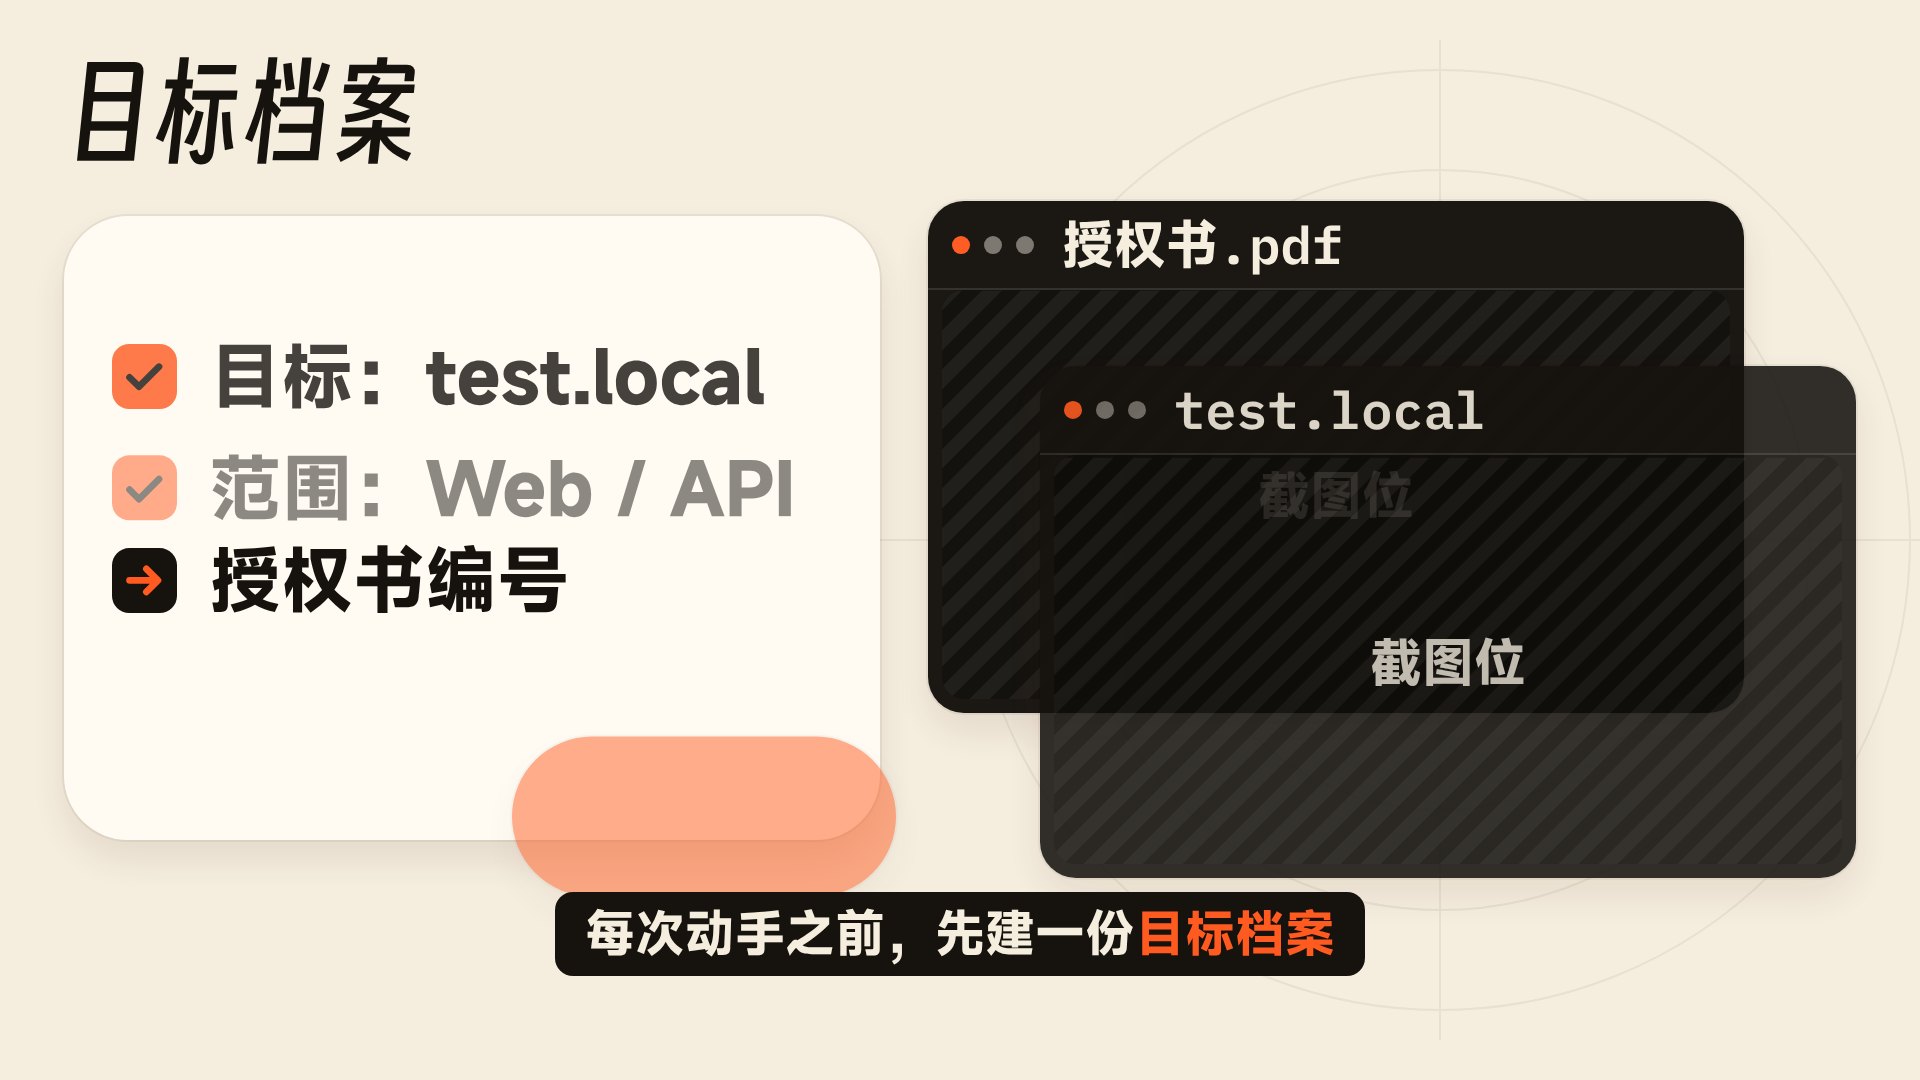 目标档案
目标：test.local
范围：Web / API
授权书编号
授权书.pdf
test.local
截图位
截图位
每次动手之前，先建一份目标档案